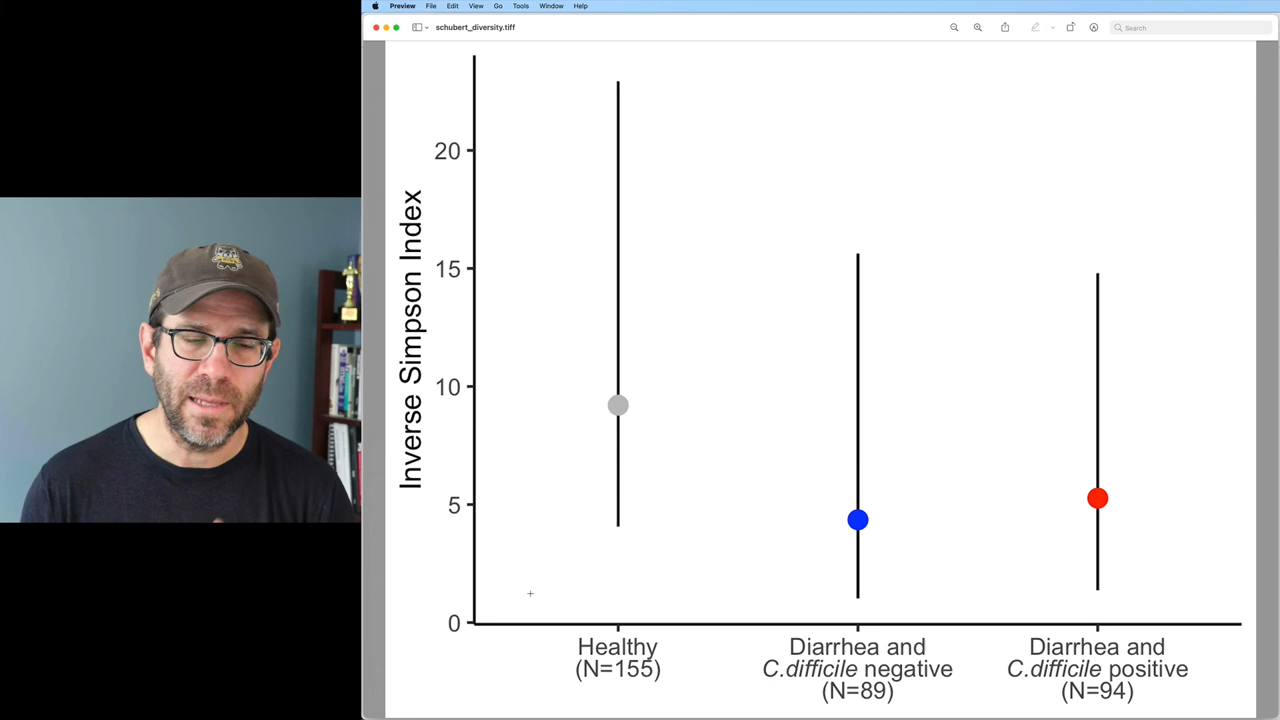 Preview File Edit View Go Tools Window Help
schubert_diversity.tiff
Search
Inverse Simpson Index
20
15
10
5
0
Healthy
(N=155)
Diarrhea and
C.difficile negative
(N=89)
Diarrhea and
C.difficile positive
(N=94)